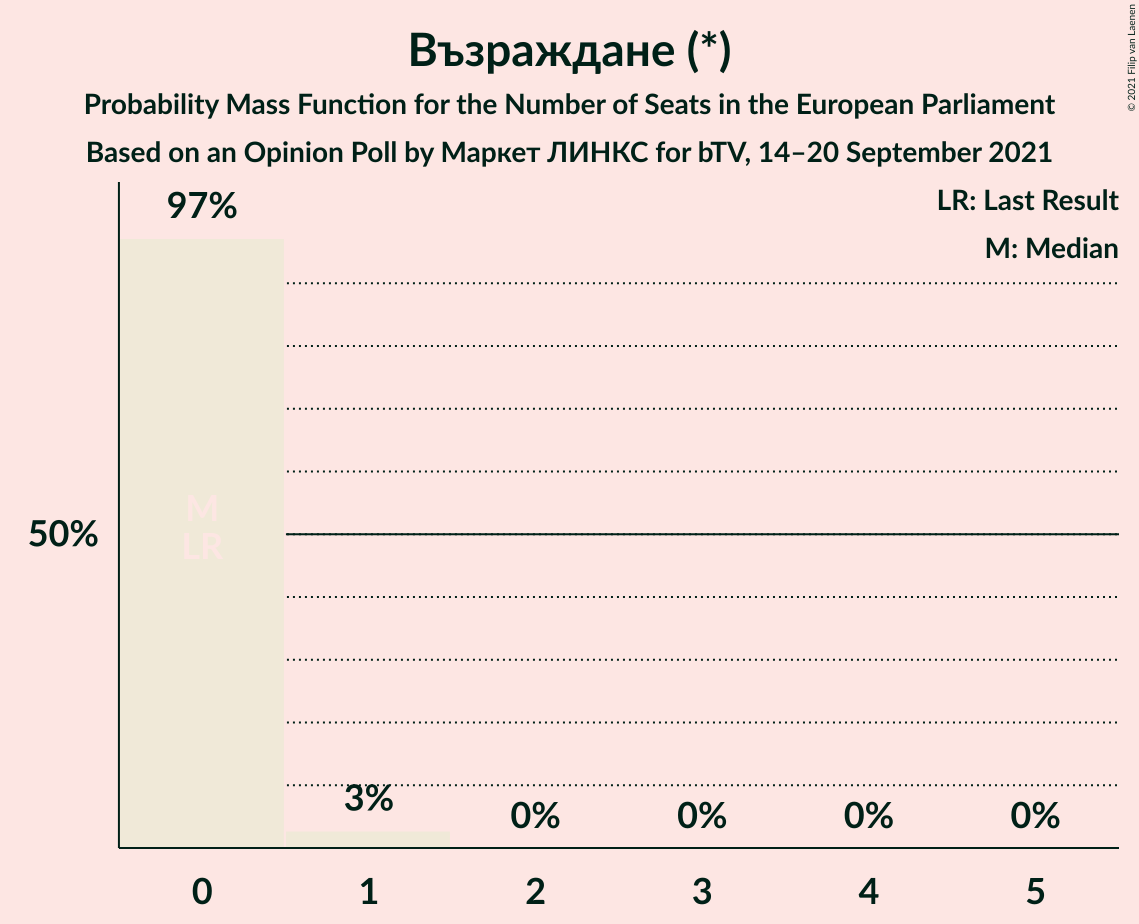 Възраждане (*)
Probability Mass Function for the Number of Seats in the European Parliament
Based on an Opinion Poll by Маркет ЛИНКС for bTV, 14–20 September 2021
© 2021 Filip van Laenen
LR: Last Result
M: Median
97%
M
LR
50%
3%
0%
0%
0%
0%
0
1
2
3
4
5